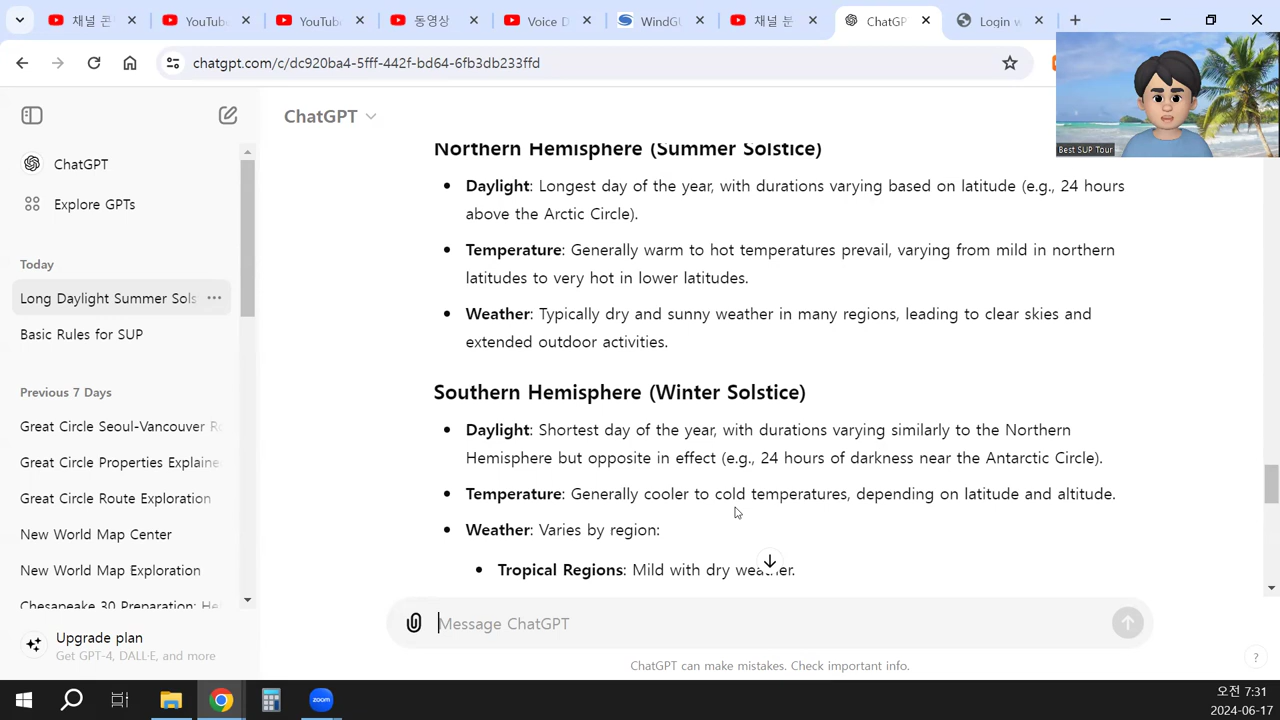 채널 콘
YouTube
YouTube
동영상
Voice D
WindGU
채널 분
ChatGP
Login w
chatgpt.com/c/dc920ba4-5fff-442f-bd64-6fb3db233ffd
Best SUP Tour
ChatGPT
ChatGPT
Explore GPTs
Today
Long Daylight Summer Sols
Basic Rules for SUP
Previous 7 Days
Great Circle Seoul-Vancouver R
Great Circle Properties Explaine
Great Circle Route Exploration
New World Map Center
New World Map Exploration
Chesapeake 30 Preparation: He
Upgrade plan
Get GPT-4, DALL·E, and more
Northern Hemisphere (Summer Solstice)
• Daylight: Longest day of the year, with durations varying based on latitude (e.g., 24 hours
above the Arctic Circle).
• Temperature: Generally warm to hot temperatures prevail, varying from mild in northern
latitudes to very hot in lower latitudes.
• Weather: Typically dry and sunny weather in many regions, leading to clear skies and
extended outdoor activities.
Southern Hemisphere (Winter Solstice)
• Daylight: Shortest day of the year, with durations varying similarly to the Northern
Hemisphere but opposite in effect (e.g., 24 hours of darkness near the Antarctic Circle).
• Temperature: Generally cooler to cold temperatures, depending on latitude and altitude.
• Weather: Varies by region:
• Tropical Regions: Mild with dry weather.
Message ChatGPT
ChatGPT can make mistakes. Check important info.
?
zoom
오전 7:31
2024-06-17